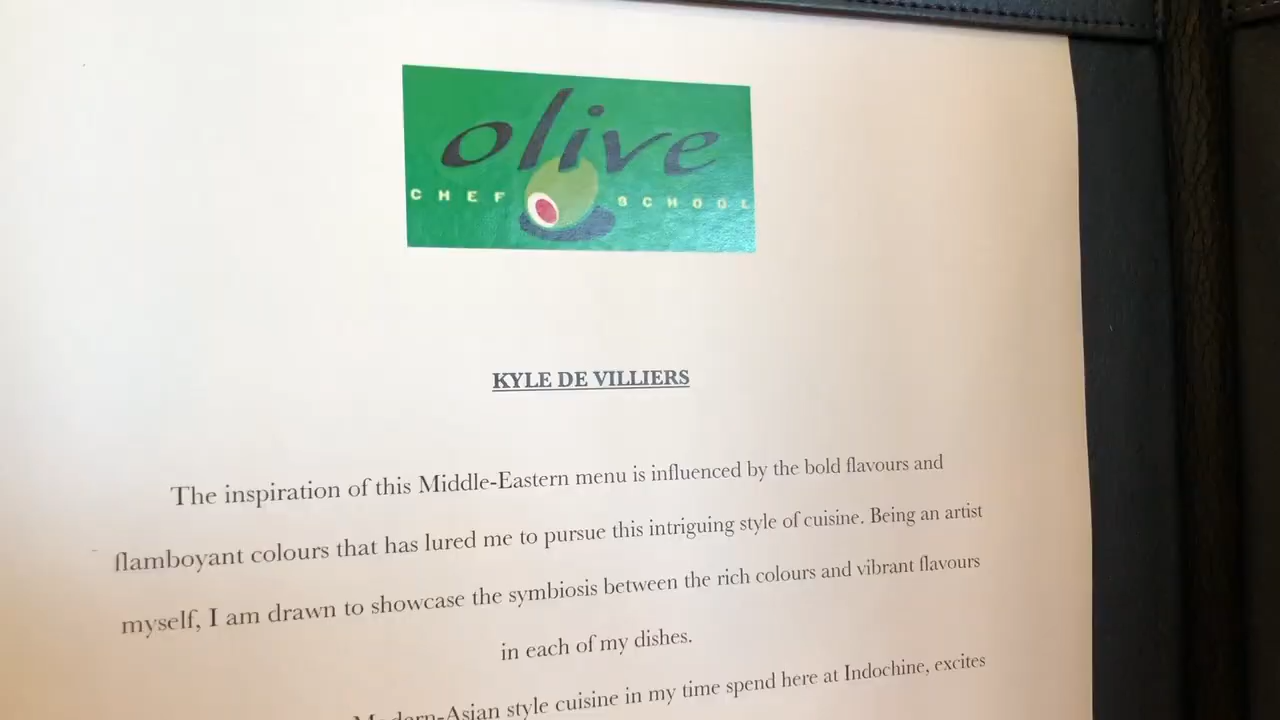 olive
CHEF SCHOOL
KYLE DE VILLIERS
The inspiration of this Middle-Eastern menu is influenced by the bold flavours and
flamboyant colours that has lured me to pursue this intriguing style of cuisine. Being an artist
myself, I am drawn to showcase the symbiosis between the rich colours and vibrant flavours
in each of my dishes.
Modern-Asian style cuisine in my time spend here at Indochine, excites